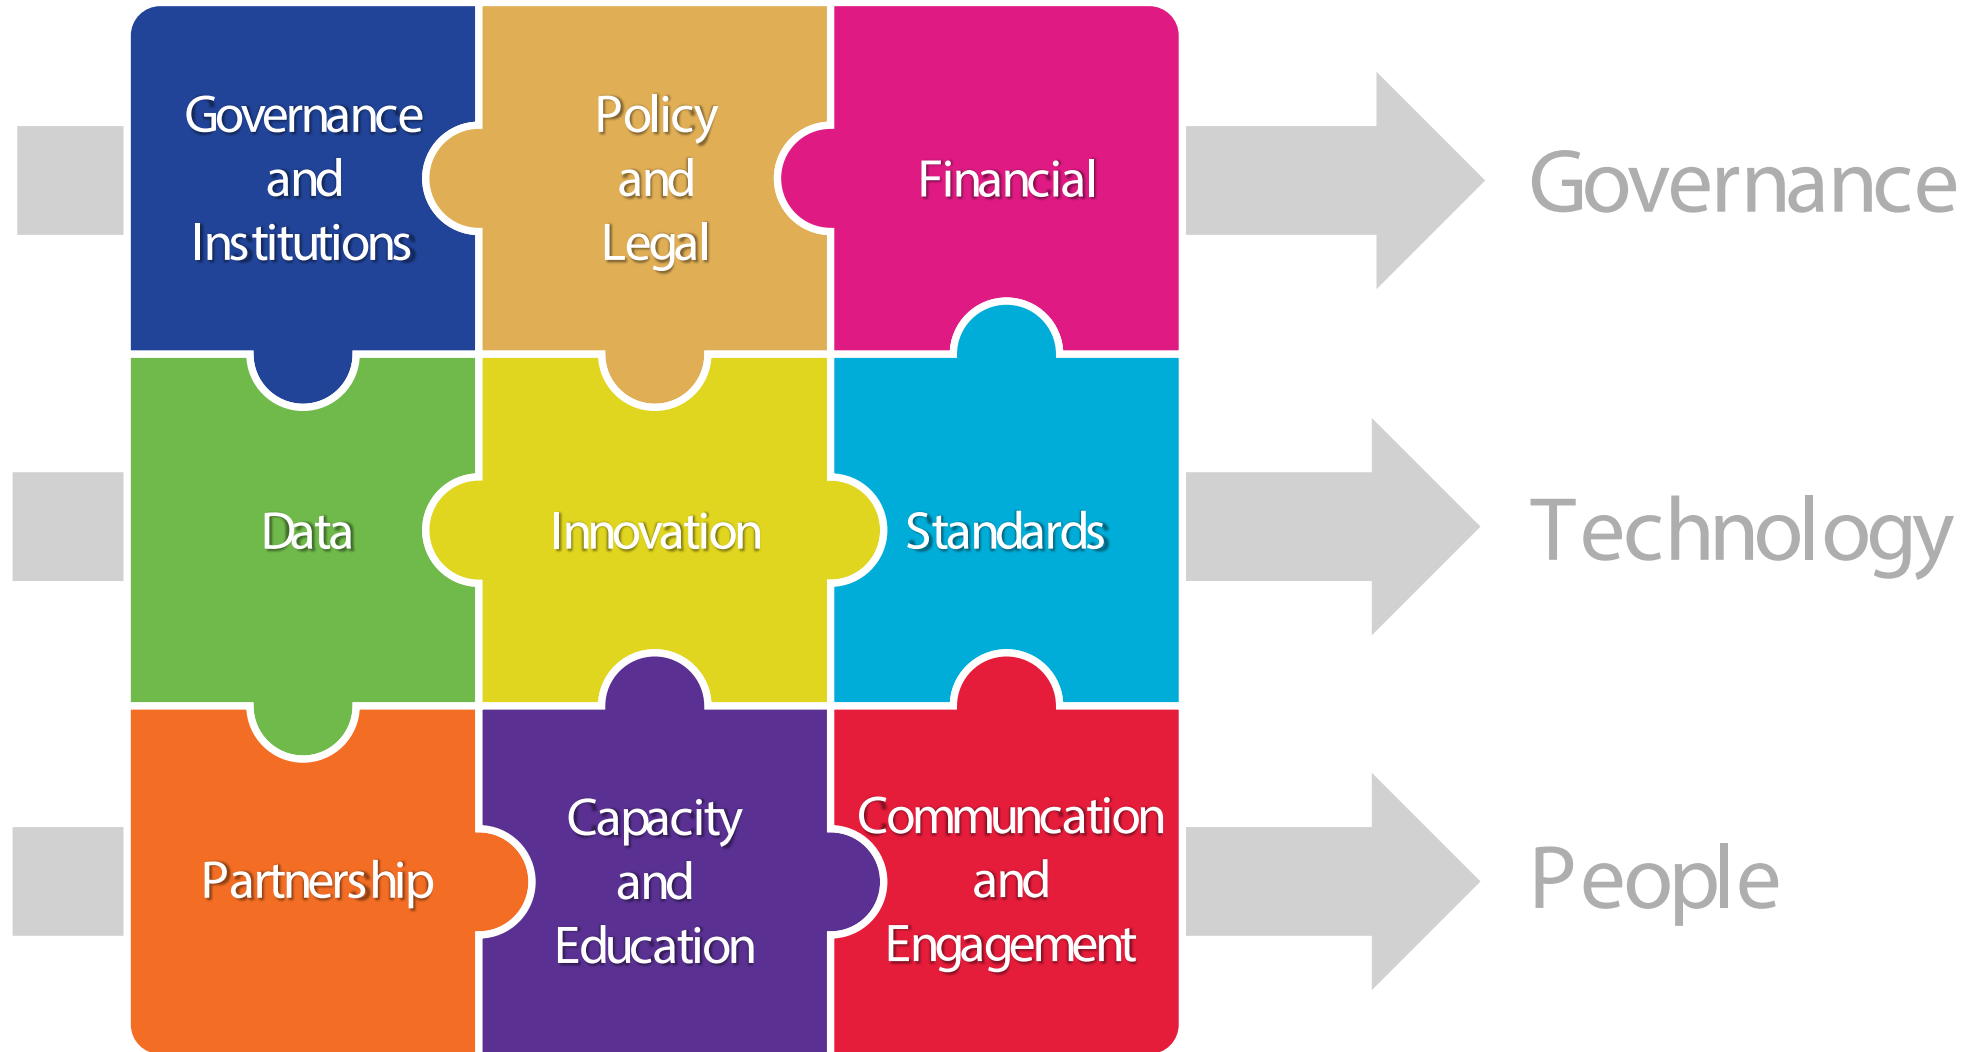 Governance
and
Institutions
Policy
and
Legal
Financial
Governance
Data
Innovation
Standards
Technology
Partnership
Capacity
and
Education
Communcation
and
Engagement
People